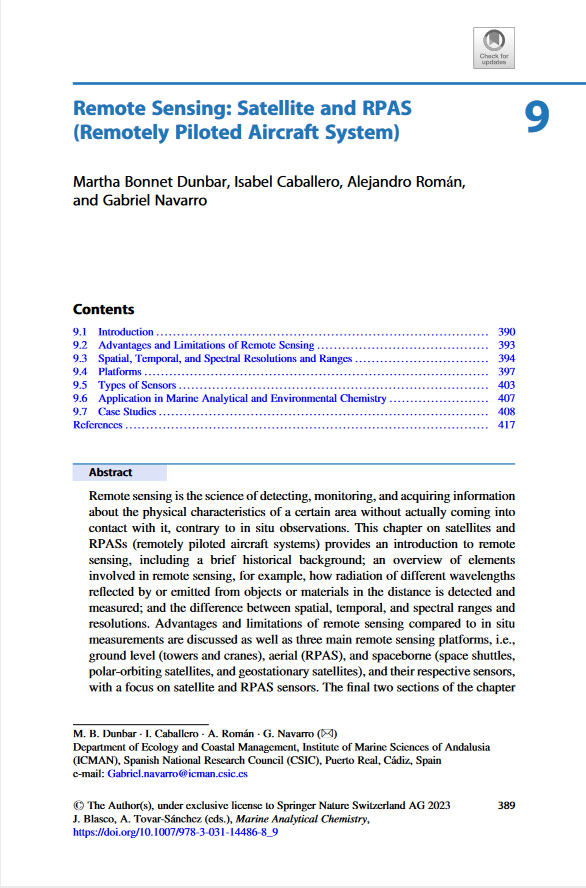 Check for
updates
Remote Sensing: Satellite and RPAS
(Remotely Piloted Aircraft System)
9
Martha Bonnet Dunbar, Isabel Caballero, Alejandro Román,
and Gabriel Navarro
Contents
9.1 Introduction ........................................................ 390
9.2 Advantages and Limitations of Remote Sensing ........................................................ 393
9.3 Spatial, Temporal, and Spectral Resolutions and Ranges ........................................................ 394
9.4 Platforms ........................................................ 397
9.5 Types of Sensors ........................................................ 403
9.6 Application in Marine Analytical and Environmental Chemistry ........................................................ 407
9.7 Case Studies ........................................................ 408
References ........................................................ 417
Abstract
Remote sensing is the science of detecting, monitoring, and acquiring information
about the physical characteristics of a certain area without actually coming into
contact with it, contrary to in situ observations. This chapter on satellites and
RPASs (remotely piloted aircraft systems) provides an introduction to remote
sensing, including a brief historical background; an overview of elements
involved in remote sensing, for example, how radiation of different wavelengths
reflected by or emitted from objects or materials in the distance is detected and
measured; and the difference between spatial, temporal, and spectral ranges and
resolutions. Advantages and limitations of remote sensing compared to in situ
measurements are discussed as well as three main remote sensing platforms, i.e.,
ground level (towers and cranes), aerial (RPAS), and spaceborne (space shuttles,
polar-orbiting satellites, and geostationary satellites), and their respective sensors,
with a focus on satellite and RPAS sensors. The final two sections of the chapter
M. B. Dunbar · I. Caballero · A. Román · G. Navarro (✉)
Department of Ecology and Coastal Management, Institute of Marine Sciences of Andalusia
(ICMAN), Spanish National Research Council (CSIC), Puerto Real, Cádiz, Spain
e-mail: Gabriel.navarro@icman.csic.es
© The Author(s), under exclusive license to Springer Nature Switzerland AG 2023 389
J. Blasco, A. Tovar-Sánchez (eds.), Marine Analytical Chemistry,
https://doi.org/10.1007/978-3-031-14486-8_9